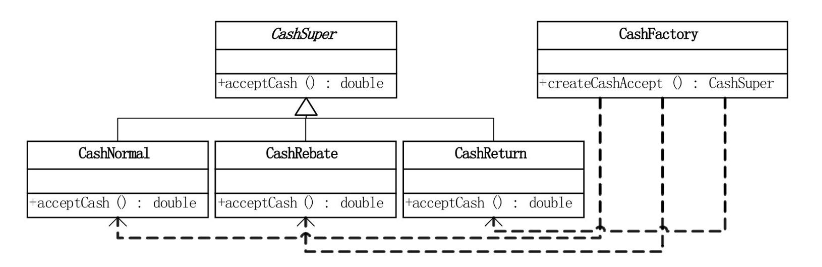 CashSuper
+acceptCash () : double
CashFactory
+createCashAccept () : CashSuper
CashNormal
+acceptCash () : double
CashRebate
+acceptCash () : double
CashReturn
+acceptCash () : double